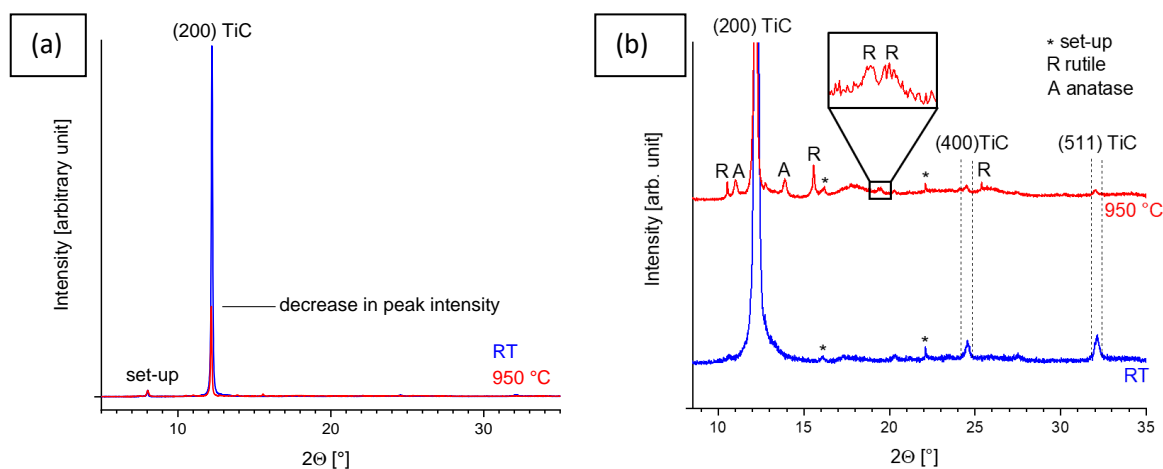 (a)
(200) TiC
Intensity [arbitrary unit]
decrease in peak intensity
RT
950 °C
set-up
10
20
30
2Θ [°]
(b)
(200) TiC
R R
* set-up
R rutile
A anatase
(400)TiC
(511) TiC
R
A
A
R
*
*
R
950 °C
Intensity [arb. unit]
*
*
RT
10
15
20
25
30
35
2Θ [°]